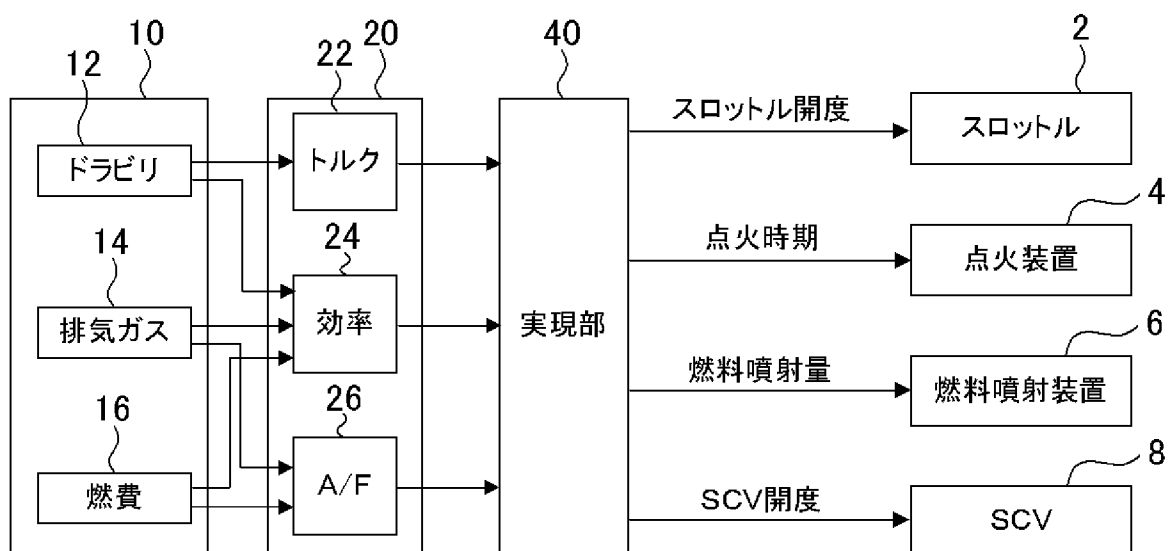 10
20
40
2
12
22
スロットル開度
スロットル
ドラビリ
トルク
4
14
24
点火時期
点火装置
排気ガス
効率
実現部
6
燃料噴射量
燃料噴射装置
16
26
8
燃費
A/F
SCV開度
SCV